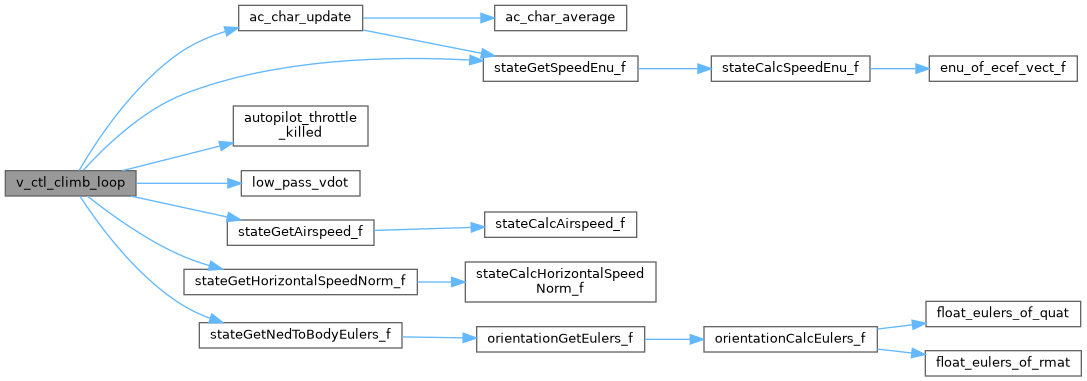 v_ctl_climb_loop
ac_char_update
ac_char_average
stateGetSpeedEnu_f
stateCalcSpeedEnu_f
enu_of_ecef_vect_f
autopilot_throttle
_killed
low_pass_vdot
stateGetAirspeed_f
stateCalcAirspeed_f
stateGetHorizontalSpeedNorm_f
stateCalcHorizontalSpeed
Norm_f
stateGetNedToBodyEulers_f
orientationGetEulers_f
orientationCalcEulers_f
float_eulers_of_quat
float_eulers_of_rmat